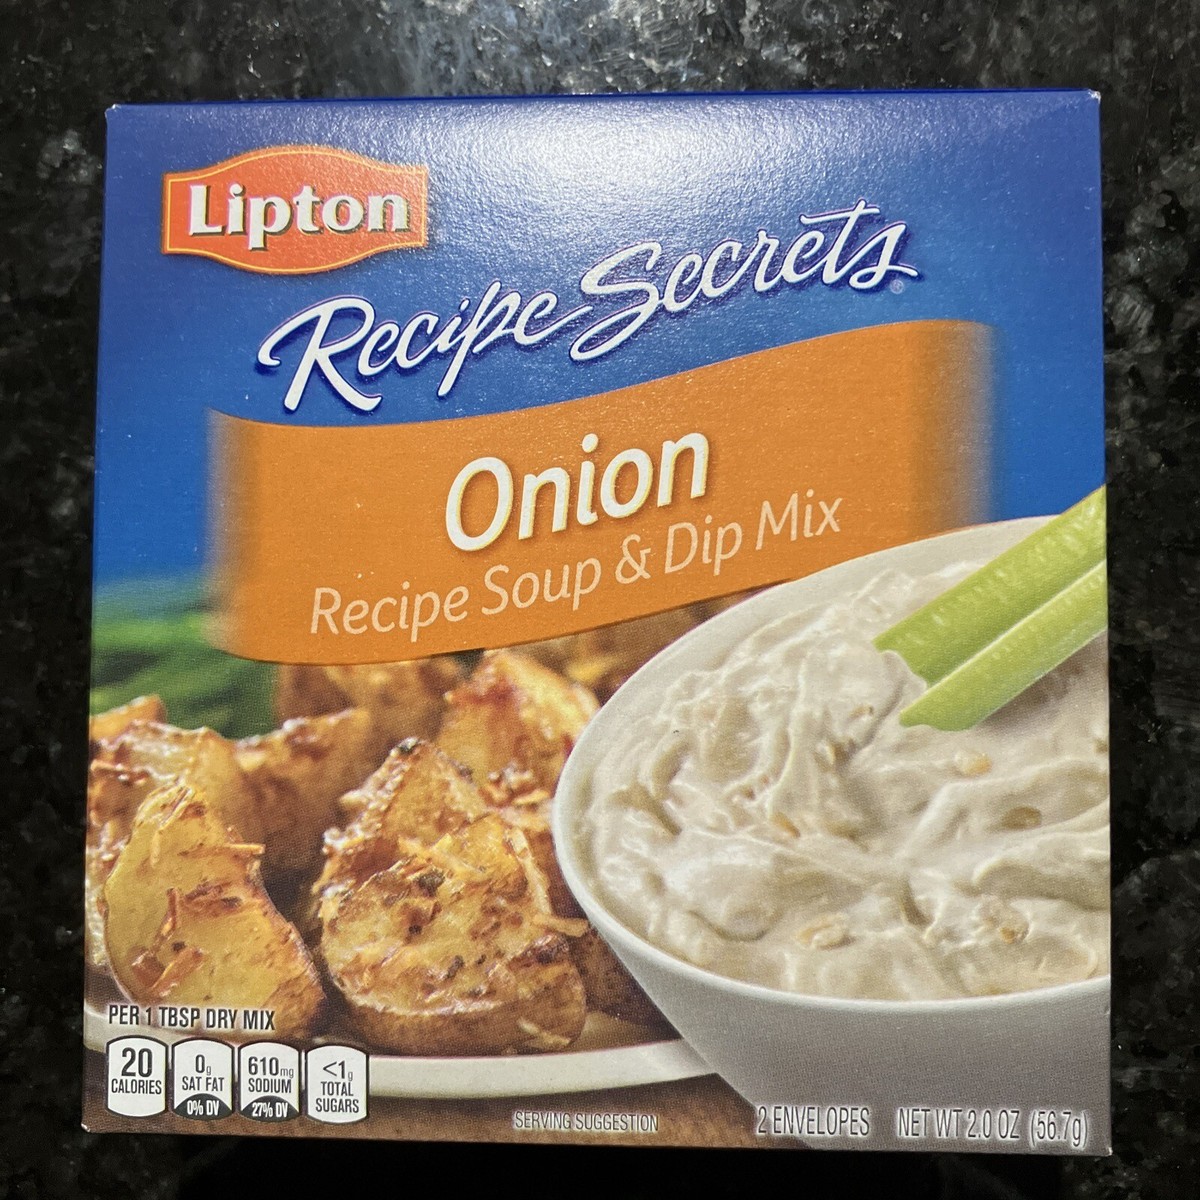 Lipton
Recipe Secrets®
Onion
Recipe Soup & Dip Mix
PER 1 TBSP DRY MIX
20 CALORIES
0g SAT FAT 0% DV
610mg SODIUM 27% DV
<1g TOTAL SUGARS
SERVING SUGGESTION
2 ENVELOPES NET WT 2.0 OZ (56.7g)